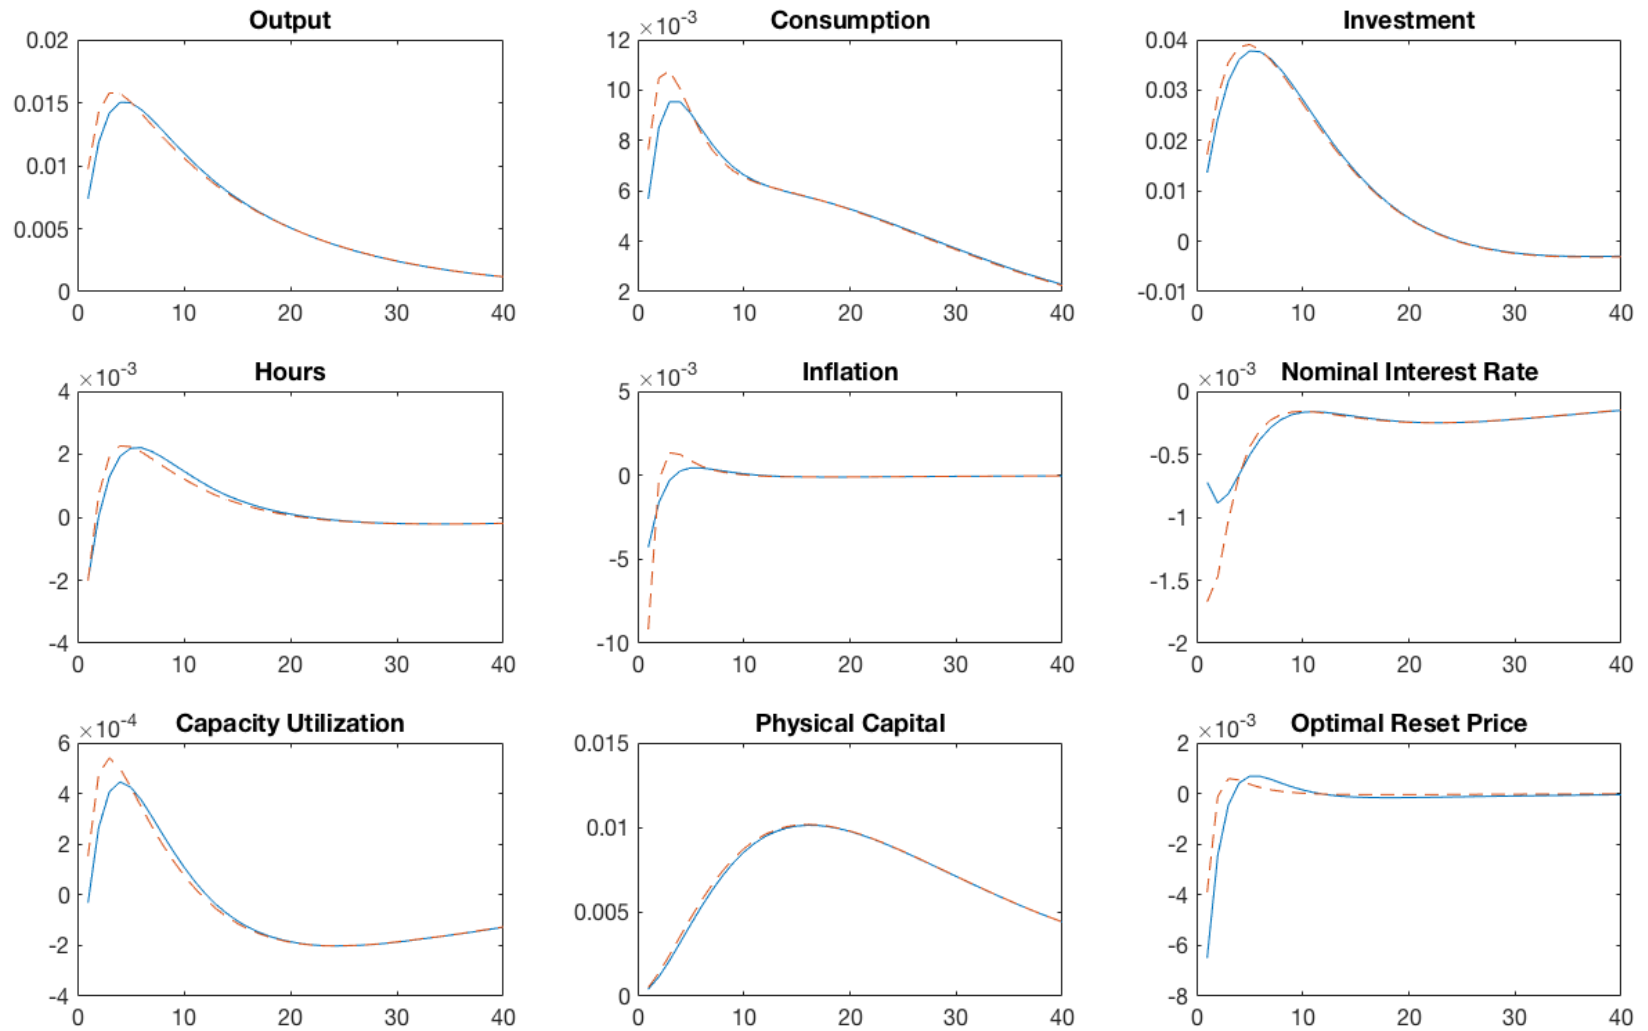 Output
0.02
0.015
0.01
0.005
0
0 10 20 30 40
Consumption
×10-3
12
10
8
6
4
2
0 10 20 30 40
Investment
0.04
0.03
0.02
0.01
0
-0.01
0 10 20 30 40
Hours
×10-3
4
2
0
-2
-4
0 10 20 30 40
Inflation
×10-3
5
0
-5
-10
0 10 20 30 40
Nominal Interest Rate
×10-3
0
-0.5
-1
-1.5
-2
0 10 20 30 40
Capacity Utilization
×10-4
6
4
2
0
-2
-4
0 10 20 30 40
Physical Capital
0.015
0.01
0.005
0
0 10 20 30 40
Optimal Reset Price
×10-3
2
0
-2
-4
-6
-8
0 10 20 30 40